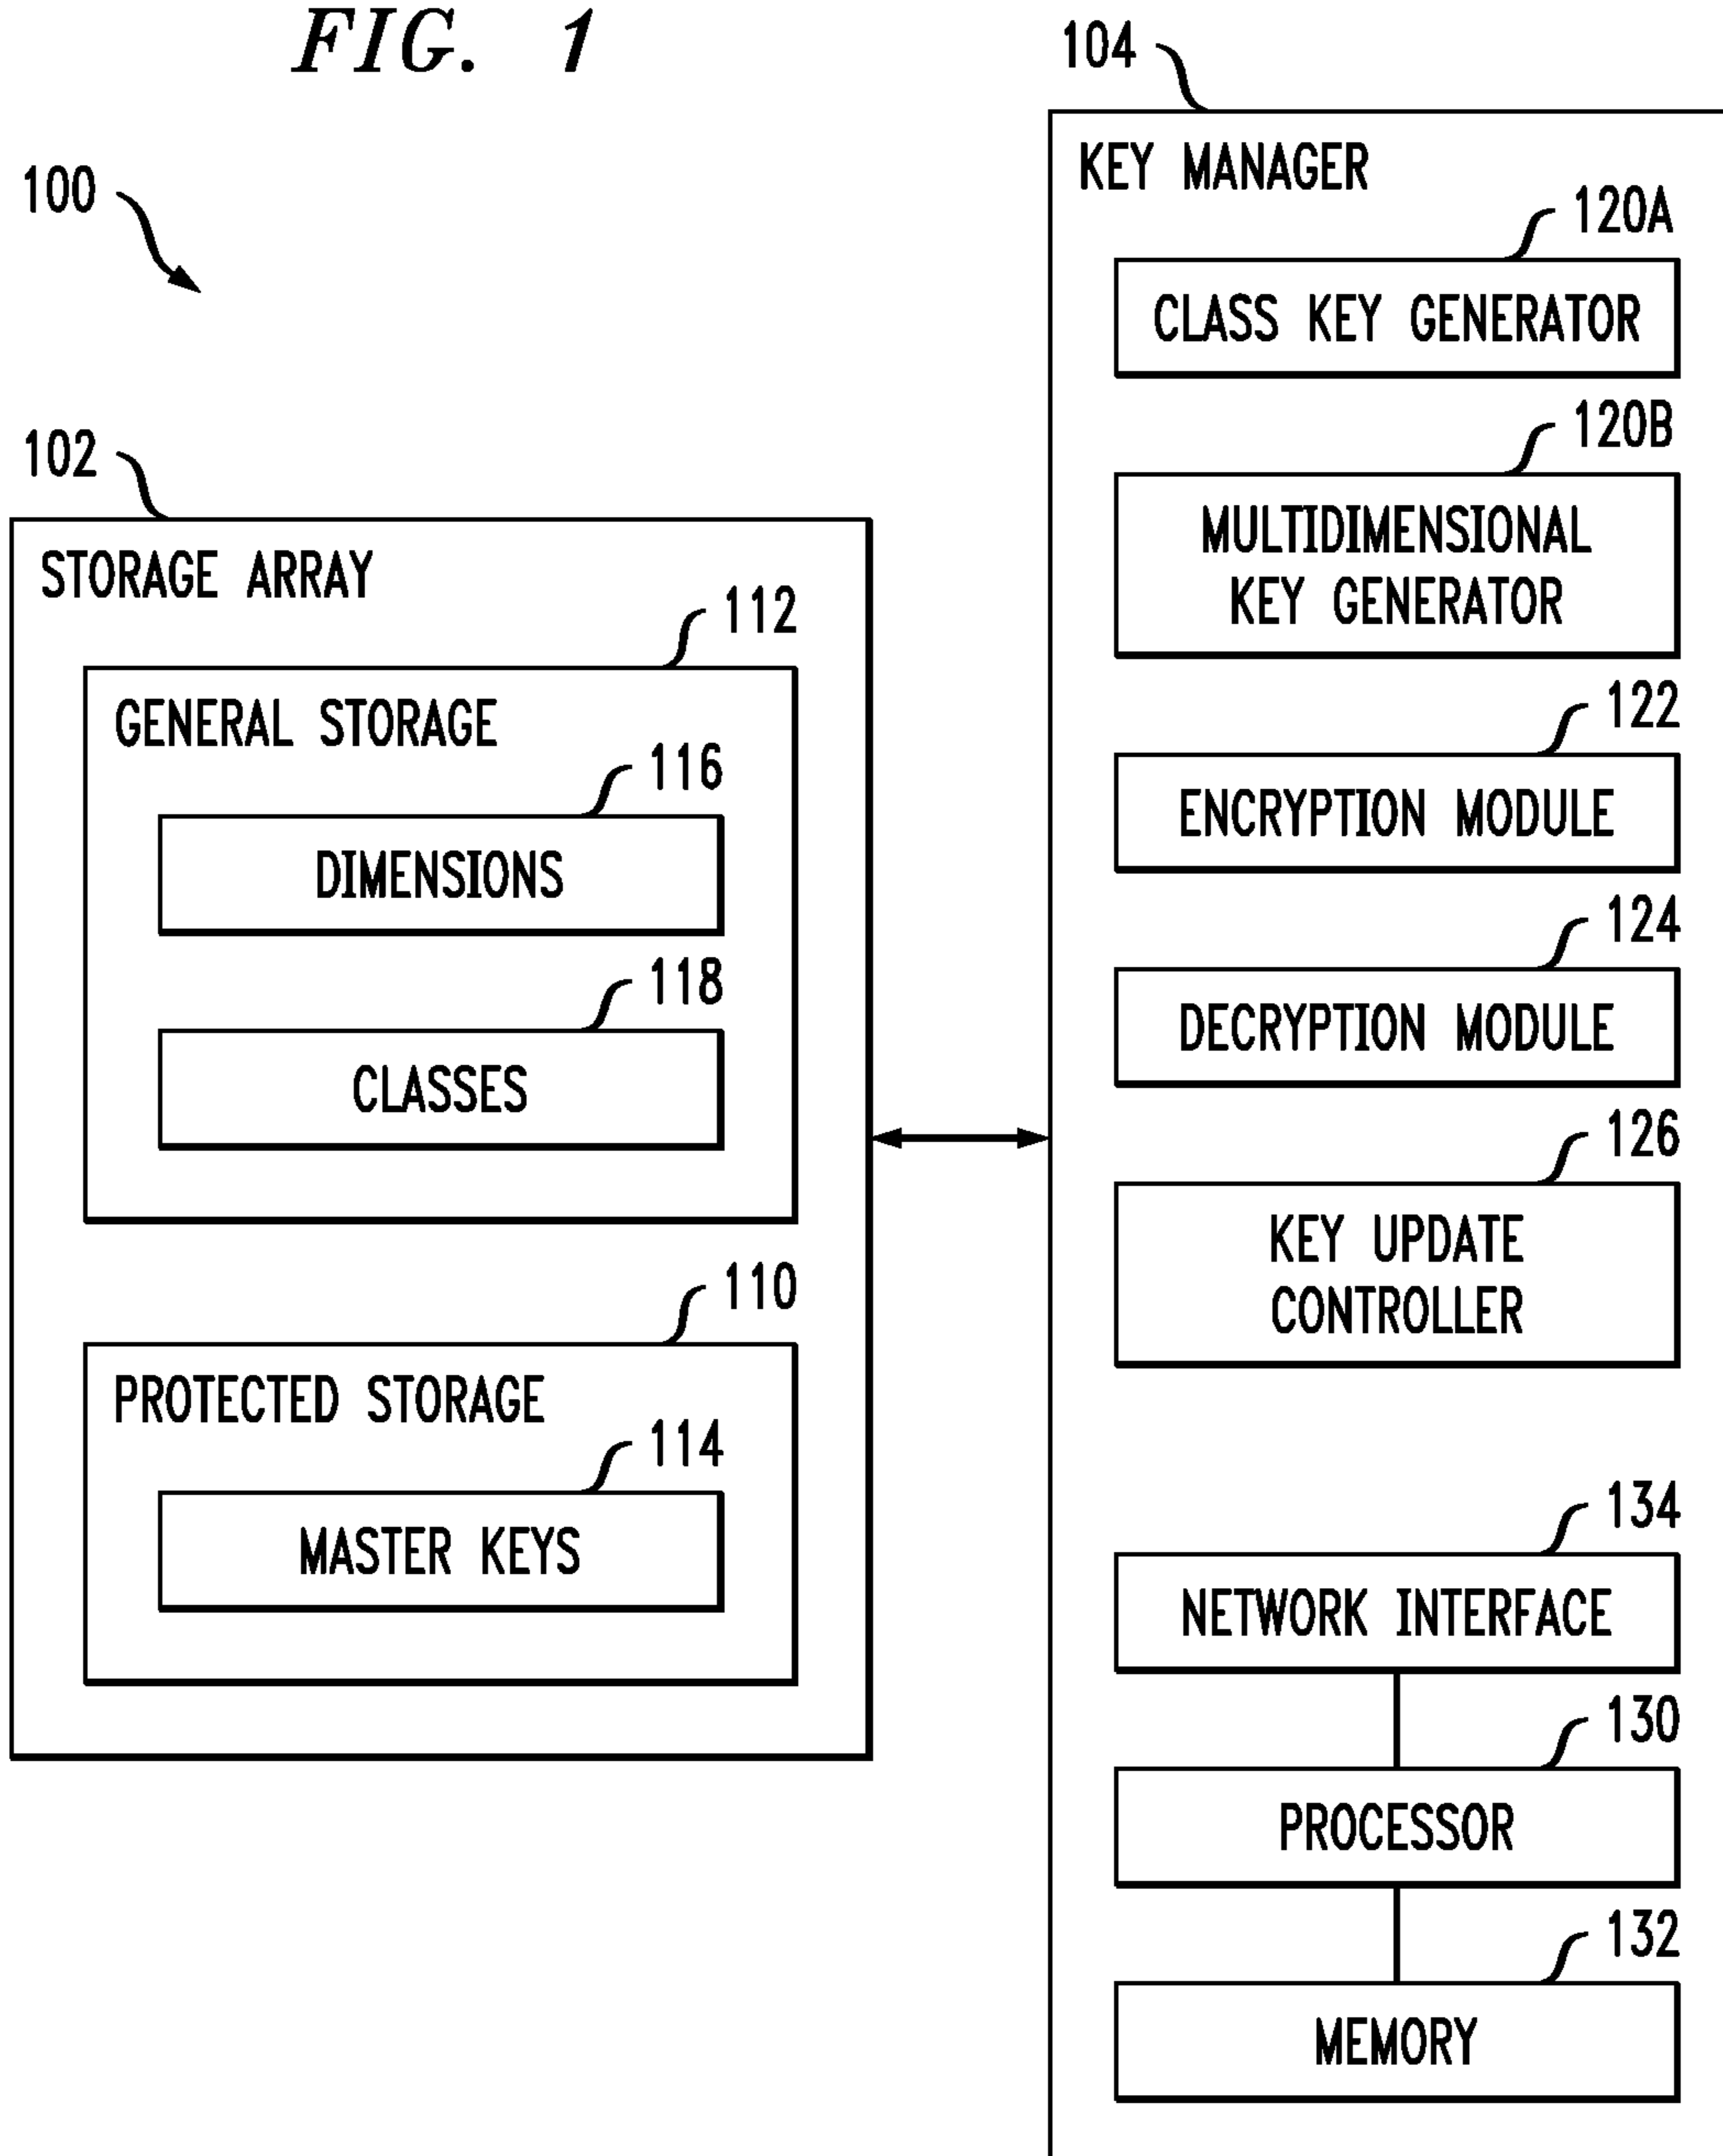 FIG. 1
100
102
STORAGE ARRAY
112
GENERAL STORAGE
116
DIMENSIONS
118
CLASSES
110
PROTECTED STORAGE
114
MASTER KEYS
104
KEY MANAGER
120A
CLASS KEY GENERATOR
120B
MULTIDIMENSIONAL
KEY GENERATOR
122
ENCRYPTION MODULE
124
DECRYPTION MODULE
126
KEY UPDATE
CONTROLLER
134
NETWORK INTERFACE
130
PROCESSOR
132
MEMORY